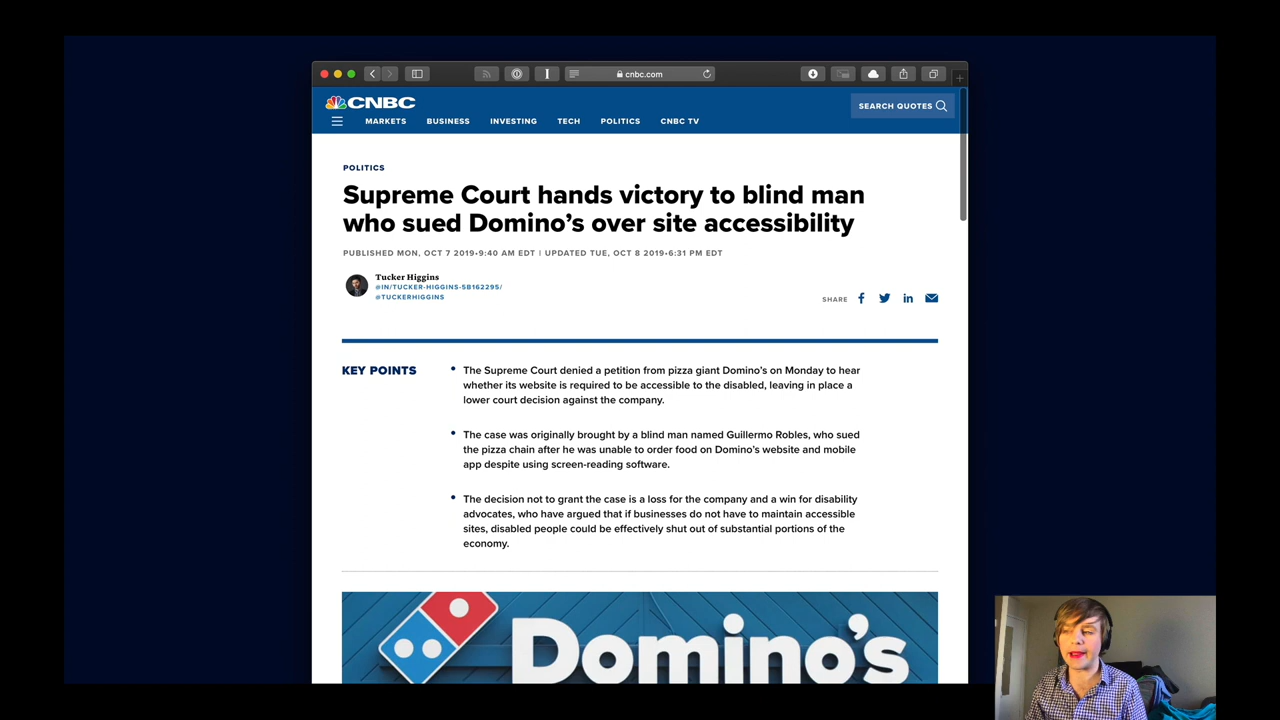 cnbc.com
CNBC
SEARCH QUOTES
MARKETS BUSINESS INVESTING TECH POLITICS CNBC TV
POLITICS
Supreme Court hands victory to blind man
who sued Domino’s over site accessibility
PUBLISHED MON, OCT 7 2019•9:40 AM EDT | UPDATED TUE, OCT 8 2019•6:31 PM EDT
Tucker Higgins
@IN/TUCKER-HIGGINS-5B162295/
@TUCKERHIGGINS
SHARE
KEY POINTS
• The Supreme Court denied a petition from pizza giant Domino’s on Monday to hear
whether its website is required to be accessible to the disabled, leaving in place a
lower court decision against the company.
• The case was originally brought by a blind man named Guillermo Robles, who sued
the pizza chain after he was unable to order food on Domino’s website and mobile
app despite using screen-reading software.
• The decision not to grant the case is a loss for the company and a win for disability
advocates, who have argued that if businesses do not have to maintain accessible
sites, disabled people could be effectively shut out of substantial portions of the
economy.
Domino’s